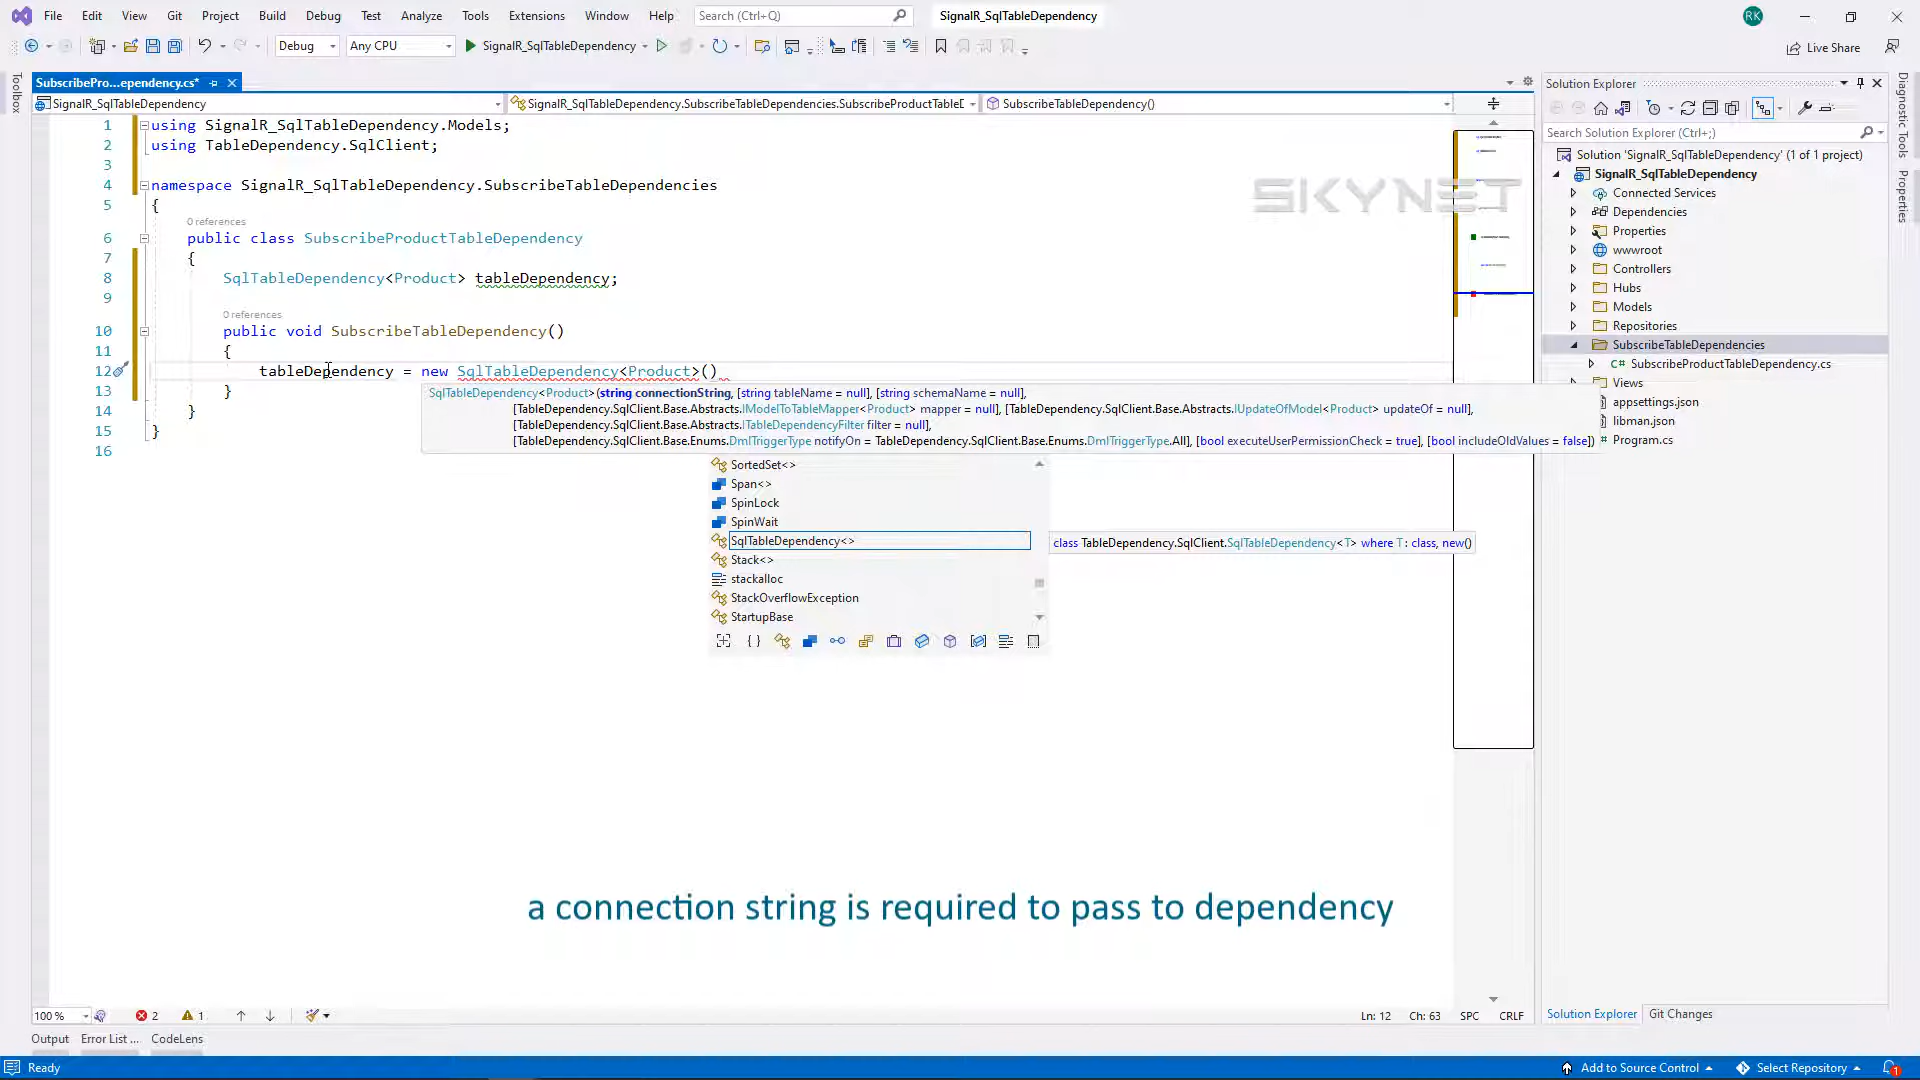 File Edit View Git Project Build Debug Test Analyze Tools Extensions Window Help Search (Ctrl+Q) SignalR_SqlTableDependency RK
Debug Any CPU SignalR_SqlTableDependency Live Share
Toolbox
SubscribePro...ependency.cs*
SignalR_SqlTableDependency SignalR_SqlTableDependency.SubscribeTableDependencies.SubscribeProductTableD SubscribeTableDependency()
1 using SignalR_SqlTableDependency.Models;
2 using TableDependency.SqlClient;
3
4 namespace SignalR_SqlTableDependency.SubscribeTableDependencies
5 {
0 references
6 public class SubscribeProductTableDependency
7 {
8 SqlTableDependency<Product> tableDependency;
9
0 references
10 public void SubscribeTableDependency()
11 {
12 tableDependency = new SqlTableDependency<Product>()
13 }
14 }
15 }
16
SKYNET
SqlTableDependency<Product>(string connectionString, [string tableName = null], [string schemaName = null],
[TableDependency.SqlClient.Base.Abstracts.IModelToTableMapper<Product> mapper = null], [TableDependency.SqlClient.Base.Abstracts.IUpdateOfModel<Product> updateOf = null],
[TableDependency.SqlClient.Base.Abstracts.ITableDependencyFilter filter = null],
[TableDependency.SqlClient.Base.Enums.DmlTriggerType notifyOn = TableDependency.SqlClient.Base.Enums.DmlTriggerType.All], [bool executeUserPermissionCheck = true], [bool includeOldValues = false])
SortedSet<>
Span<>
SpinLock
SpinWait
SqlTableDependency<>
Stack<>
stackalloc
StackOverflowException
StartupBase
class TableDependency.SqlClient.SqlTableDependency<T> where T : class, new()
a connection string is required to pass to dependency
Solution Explorer
Search Solution Explorer (Ctrl+;)
Solution 'SignalR_SqlTableDependency' (1 of 1 project)
SignalR_SqlTableDependency
Connected Services
Dependencies
Properties
wwwroot
Controllers
Hubs
Models
Repositories
SubscribeTableDependencies
SubscribeProductTableDependency.cs
Views
appsettings.json
libman.json
Program.cs
Diagnostic Tools
Properties
100 % 2 1 Ln: 12 Ch: 63 SPC CRLF
Solution Explorer Git Changes
Output Error List ... CodeLens
Ready Add to Source Control Select Repository 1